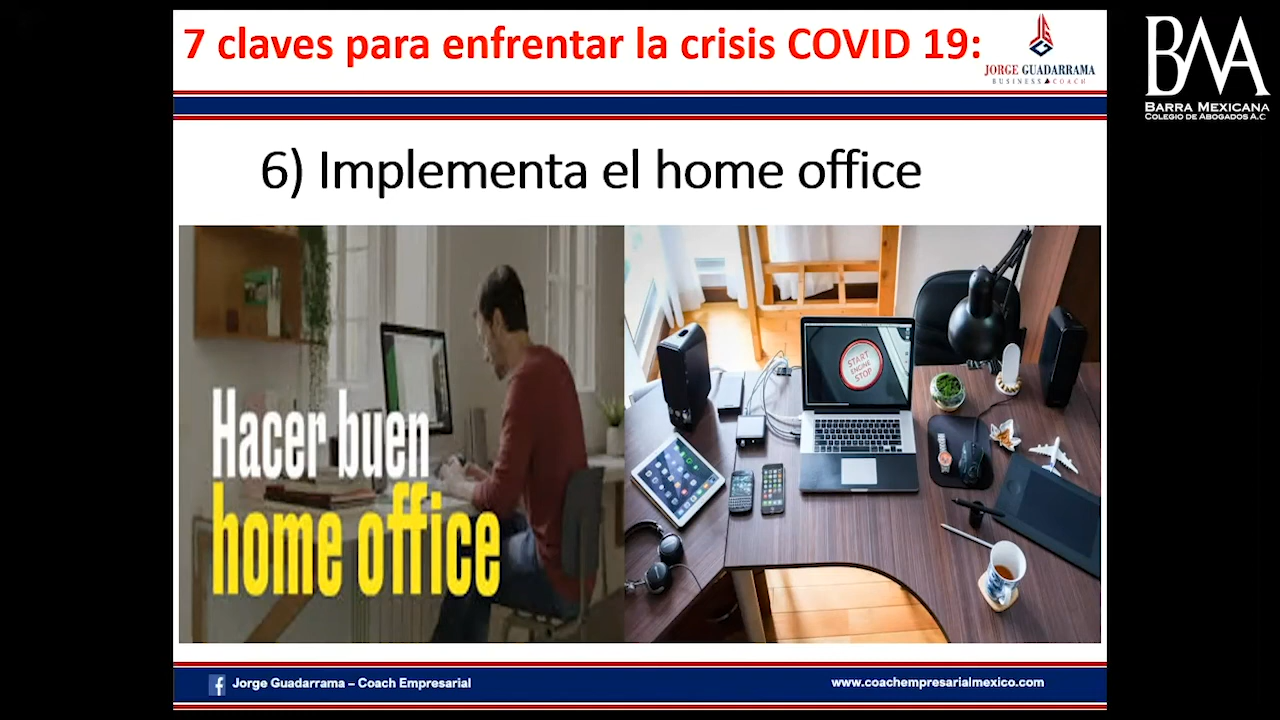 7 claves para enfrentar la crisis COVID 19:
JORGE GUADARRAMA
BUSINESS COACH
BMA
BARRA MEXICANA
COLEGIO DE ABOGADOS A.C
6) Implementa el home office
Hacer buen
home office
START
ENGINE
STOP
Jorge Guadarrama – Coach Empresarial
www.coachempresarialmexico.com